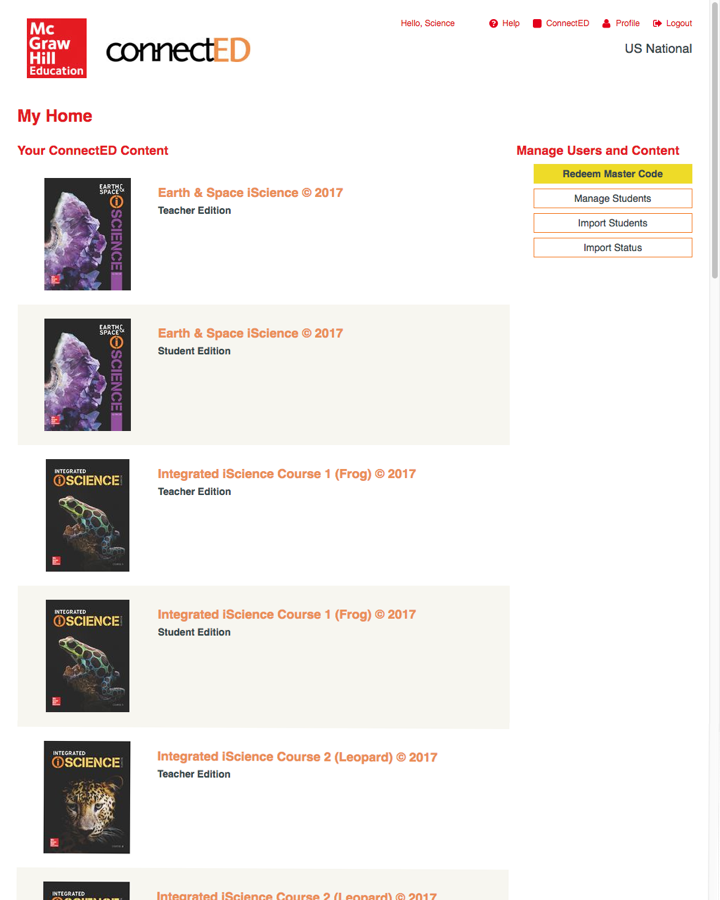 Mc
Graw
Hill
Education
connectED
Hello, Science
Help
ConnectED
Profile
Logout
US National
My Home
Your ConnectED Content
Manage Users and Content
Redeem Master Code
Manage Students
Import Students
Import Status
EARTH &
SPACE
iSCIENCE
Earth & Space iScience © 2017
Teacher Edition
EARTH &
SPACE
iSCIENCE
Earth & Space iScience © 2017
Student Edition
INTEGRATED
iSCIENCE
Integrated iScience Course 1 (Frog) © 2017
Teacher Edition
INTEGRATED
iSCIENCE
Integrated iScience Course 1 (Frog) © 2017
Student Edition
INTEGRATED
iSCIENCE
Integrated iScience Course 2 (Leopard) © 2017
Teacher Edition
INTEGRATED
Integrated iScience Course 2 (Leopard) © 2017